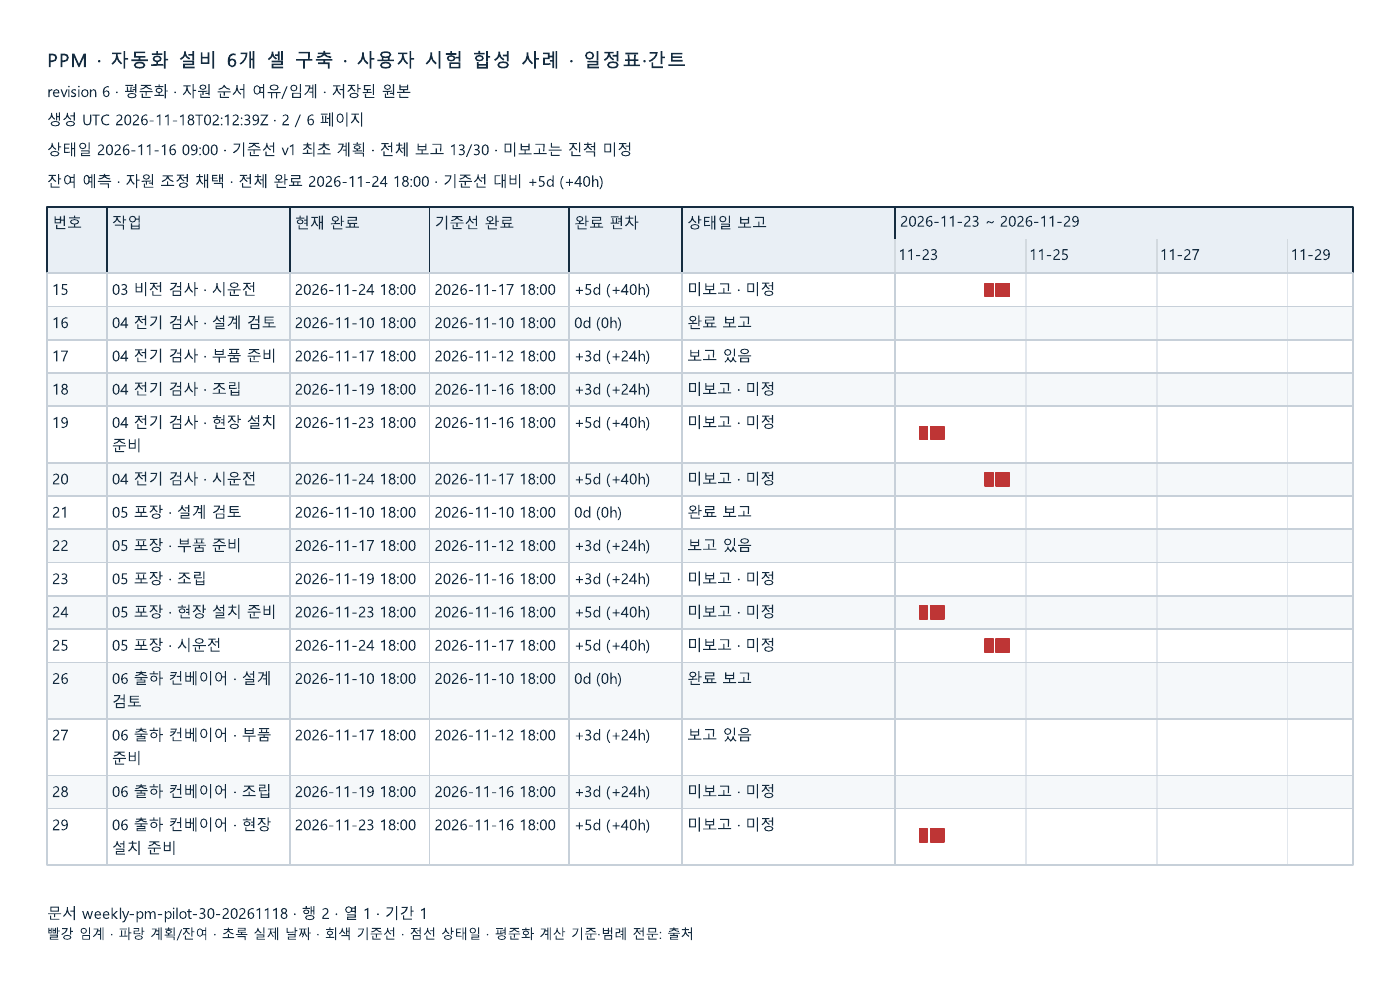 PPM · 자동화 설비 6개 셀 구축 · 사용자 시험 합성 사례 · 일정표·간트
revision 6 · 평준화 · 자원 순서 여유/임계 · 저장된 원본
생성 UTC 2026-11-18T02:12:39Z · 2 / 6 페이지
상태일 2026-11-16 09:00 · 기준선 v1 최초 계획 · 전체 보고 13/30 · 미보고는 진척 미정
잔여 예측 · 자원 조정 채택 · 전체 완료 2026-11-24 18:00 · 기준선 대비 +5d (+40h)
번호 작업 현재 완료 기준선 완료 완료 편차 상태일 보고 2026-11-23 ~ 2026-11-29
11-23 11-25 11-27 11-29
15 03 비전 검사 · 시운전 2026-11-24 18:00 2026-11-17 18:00 +5d (+40h) 미보고 · 미정
16 04 전기 검사 · 설계 검토 2026-11-10 18:00 2026-11-10 18:00 0d (0h) 완료 보고
17 04 전기 검사 · 부품 준비 2026-11-17 18:00 2026-11-12 18:00 +3d (+24h) 보고 있음
18 04 전기 검사 · 조립 2026-11-19 18:00 2026-11-16 18:00 +3d (+24h) 미보고 · 미정
19 04 전기 검사 · 현장 설치 2026-11-23 18:00 2026-11-16 18:00 +5d (+40h) 미보고 · 미정
준비
20 04 전기 검사 · 시운전 2026-11-24 18:00 2026-11-17 18:00 +5d (+40h) 미보고 · 미정
21 05 포장 · 설계 검토 2026-11-10 18:00 2026-11-10 18:00 0d (0h) 완료 보고
22 05 포장 · 부품 준비 2026-11-17 18:00 2026-11-12 18:00 +3d (+24h) 보고 있음
23 05 포장 · 조립 2026-11-19 18:00 2026-11-16 18:00 +3d (+24h) 미보고 · 미정
24 05 포장 · 현장 설치 준비 2026-11-23 18:00 2026-11-16 18:00 +5d (+40h) 미보고 · 미정
25 05 포장 · 시운전 2026-11-24 18:00 2026-11-17 18:00 +5d (+40h) 미보고 · 미정
26 06 출하 컨베이어 · 설계 2026-11-10 18:00 2026-11-10 18:00 0d (0h) 완료 보고
검토
27 06 출하 컨베이어 · 부품 2026-11-17 18:00 2026-11-12 18:00 +3d (+24h) 보고 있음
준비
28 06 출하 컨베이어 · 조립 2026-11-19 18:00 2026-11-16 18:00 +3d (+24h) 미보고 · 미정
29 06 출하 컨베이어 · 현장 2026-11-23 18:00 2026-11-16 18:00 +5d (+40h) 미보고 · 미정
설치 준비
문서 weekly-pm-pilot-30-20261118 · 행 2 · 열 1 · 기간 1
빨강 임계 · 파랑 계획/잔여 · 초록 실제 날짜 · 회색 기준선 · 점선 상태일 · 평준화 계산 기준·범례 전문: 출처